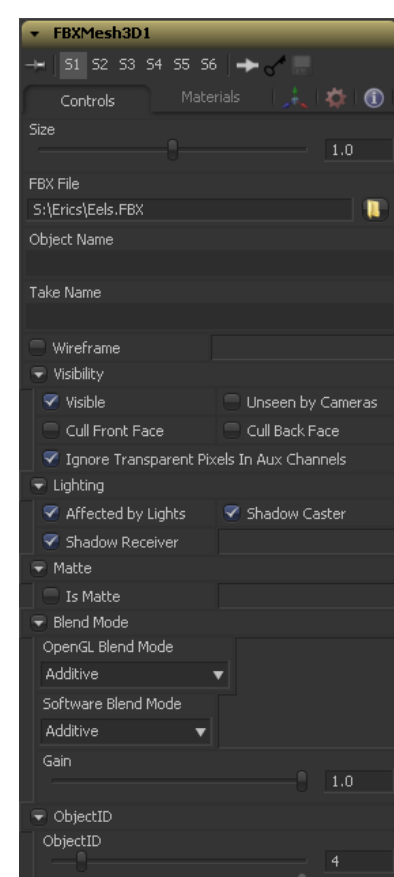 FBXMesh3D1
S1 S2 S3 S4 S5 S6
Controls Materials
Size
1.0
FBX File
S:\Erics\Eels.FBX
Object Name
Take Name
Wireframe
Visibility
Visible Unseen by Cameras
Cull Front Face Cull Back Face
Ignore Transparent Pixels In Aux Channels
Lighting
Affected by Lights Shadow Caster
Shadow Receiver
Matte
Is Matte
Blend Mode
OpenGL Blend Mode
Additive
Software Blend Mode
Additive
Gain
1.0
ObjectID
ObjectID
4